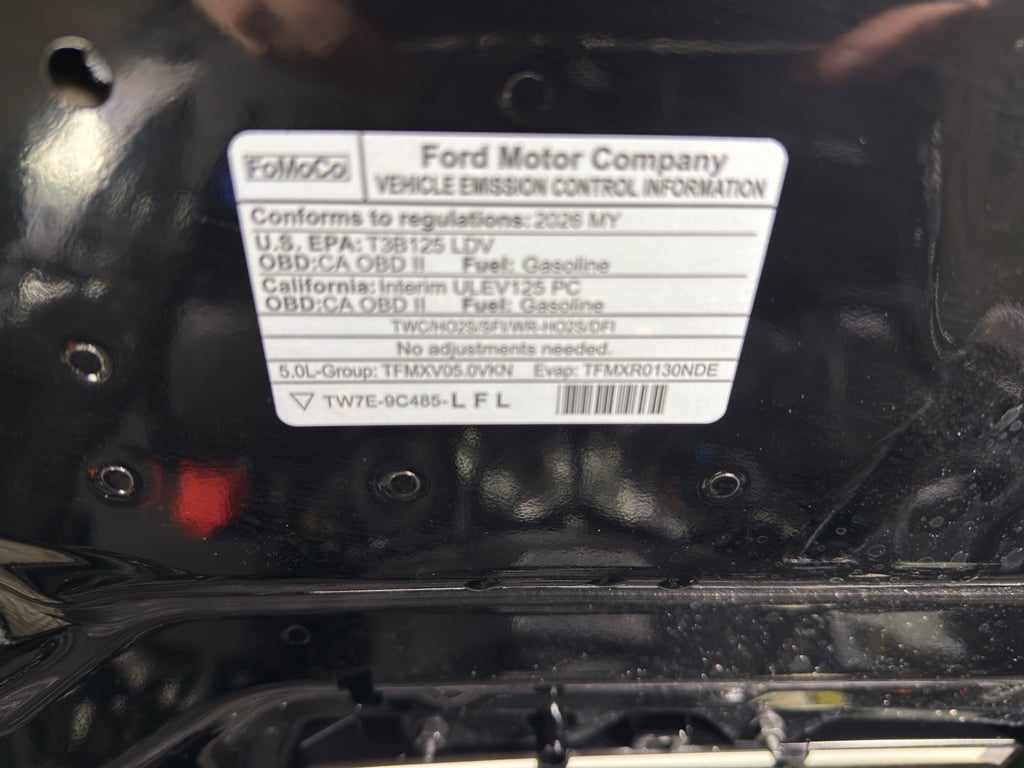 FoMoCo
Ford Motor Company
VEHICLE EMISSION CONTROL INFORMATION
Conforms to regulations: 2026 MY
U.S. EPA: T3B125 LDV
OBD:CA OBD II Fuel: Gasoline
California: Interim ULEV125 PC
OBD:CA OBD II Fuel: Gasoline
TWC/HO2S/SFI/WR-HO2S/DFI
No adjustments needed.
5.0L-Group: TFMXV05.0VKN Evap: TFMXR0130NDE
TW7E-9C485-L F L